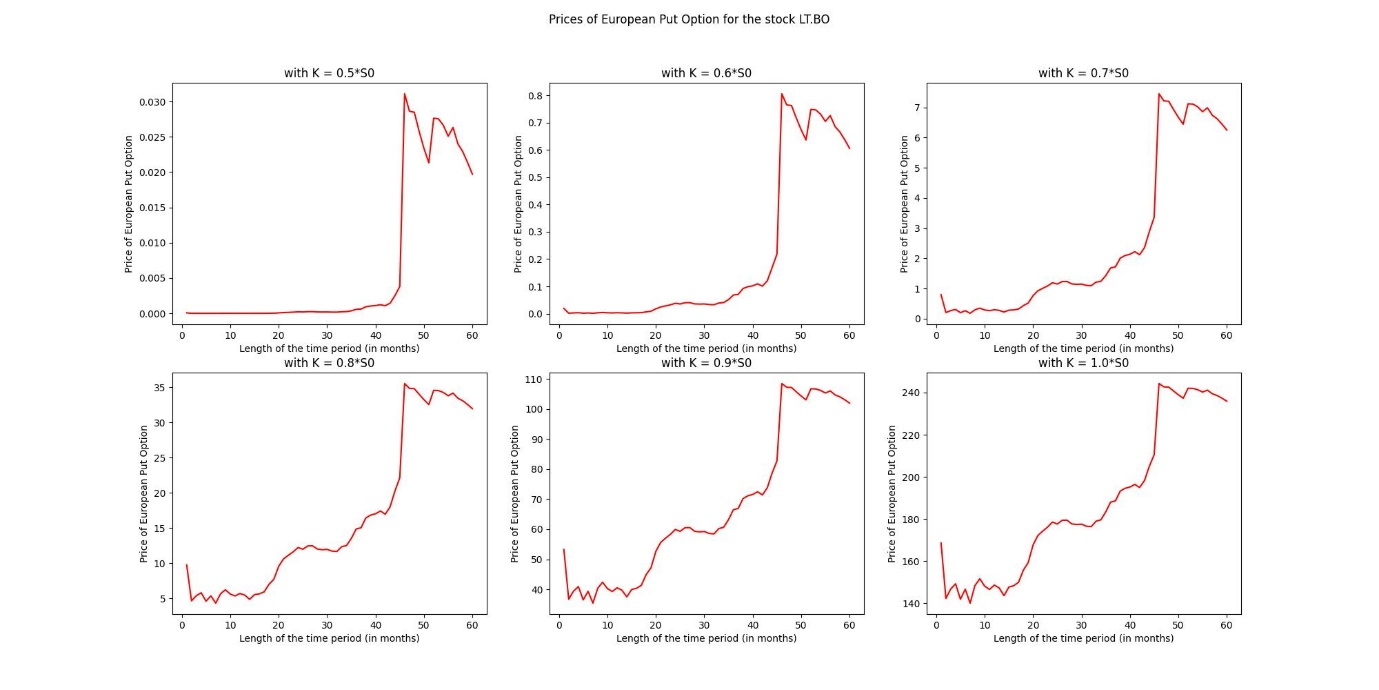 Prices of European Put Option for the stock LT.BO
with K = 0.5*S0
Price of European Put Option
0.030
0.025
0.020
0.015
0.010
0.005
0.000
0 10 20 30 40 50 60
Length of the time period (in months)
with K = 0.6*S0
Price of European Put Option
0.8
0.7
0.6
0.5
0.4
0.3
0.2
0.1
0.0
0 10 20 30 40 50 60
Length of the time period (in months)
with K = 0.7*S0
Price of European Put Option
7
6
5
4
3
2
1
0
0 10 20 30 40 50 60
Length of the time period (in months)
with K = 0.8*S0
Price of European Put Option
35
30
25
20
15
10
5
0 10 20 30 40 50 60
Length of the time period (in months)
with K = 0.9*S0
Price of European Put Option
110
100
90
80
70
60
50
40
0 10 20 30 40 50 60
Length of the time period (in months)
with K = 1.0*S0
Price of European Put Option
240
220
200
180
160
140
0 10 20 30 40 50 60
Length of the time period (in months)